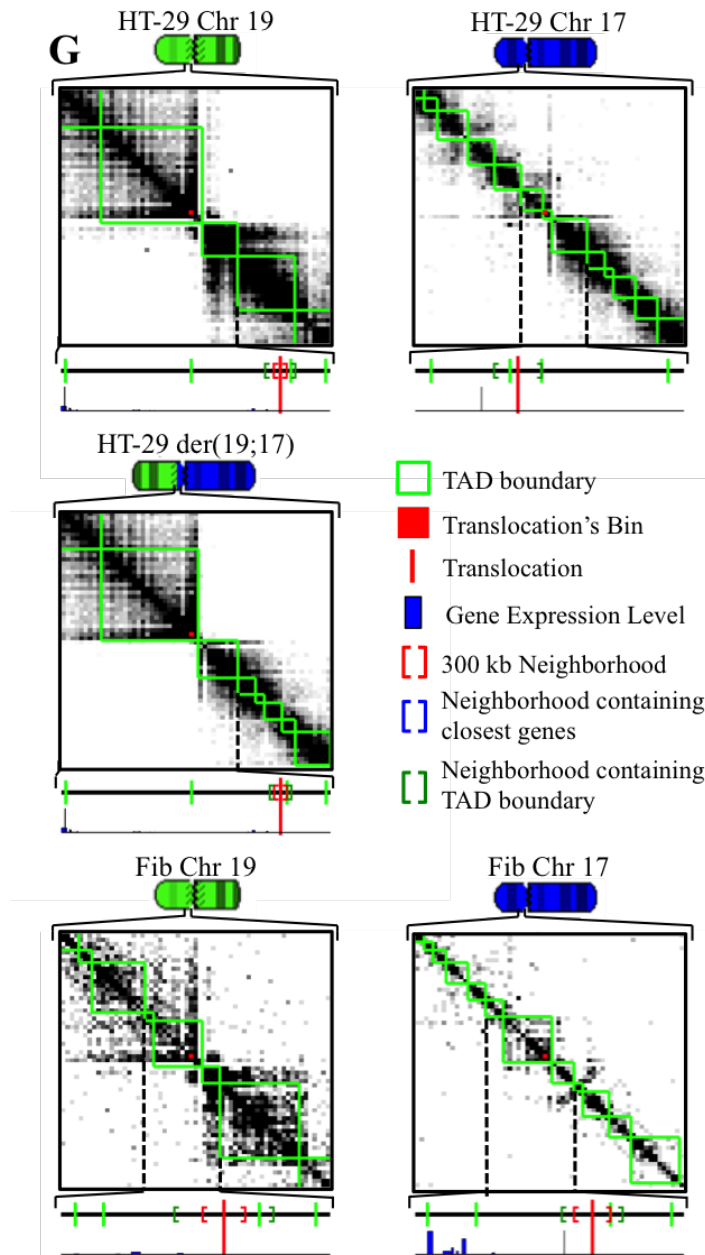 HT-29 Chr 19
HT-29 Chr 17
G
HT-29 der(19;17)
TAD boundary
Translocation's Bin
Translocation
Gene Expression Level
300 kb Neighborhood
Neighborhood containing
closest genes
Neighborhood containing
TAD boundary
Fib Chr 19
Fib Chr 17